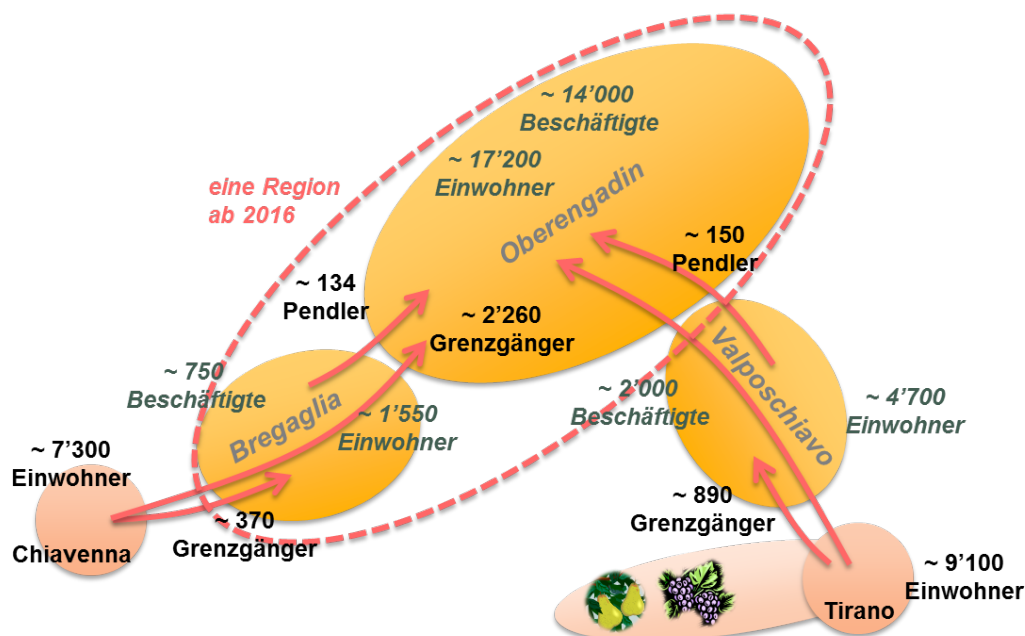 ~ 14’000
Beschäftigte
~ 17’200
Einwohner
eine Region
ab 2016
Oberengadin
~ 150
Pendler
~ 134
Pendler
~ 2’260
Grenzgänger
~ 750
Beschäftigte
Bregaglia
~ 1’550
Einwohner
~ 2’000
Beschäftigte
Valposchiavo
~ 4’700
Einwohner
~ 7’300
Einwohner
Chiavenna
~ 370
Grenzgänger
~ 890
Grenzgänger
~ 9’100
Einwohner
Tirano